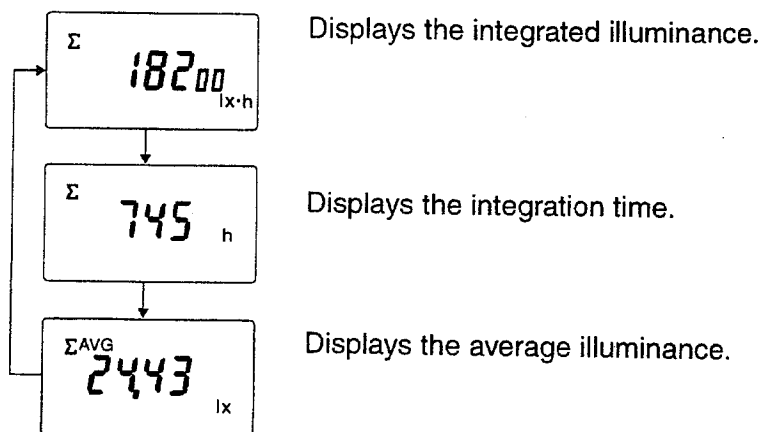 Σ
18200
lx·h
Displays the integrated illuminance.
Σ
745 h
Displays the integration time.
ΣAVG
24,43
lx
Displays the average illuminance.